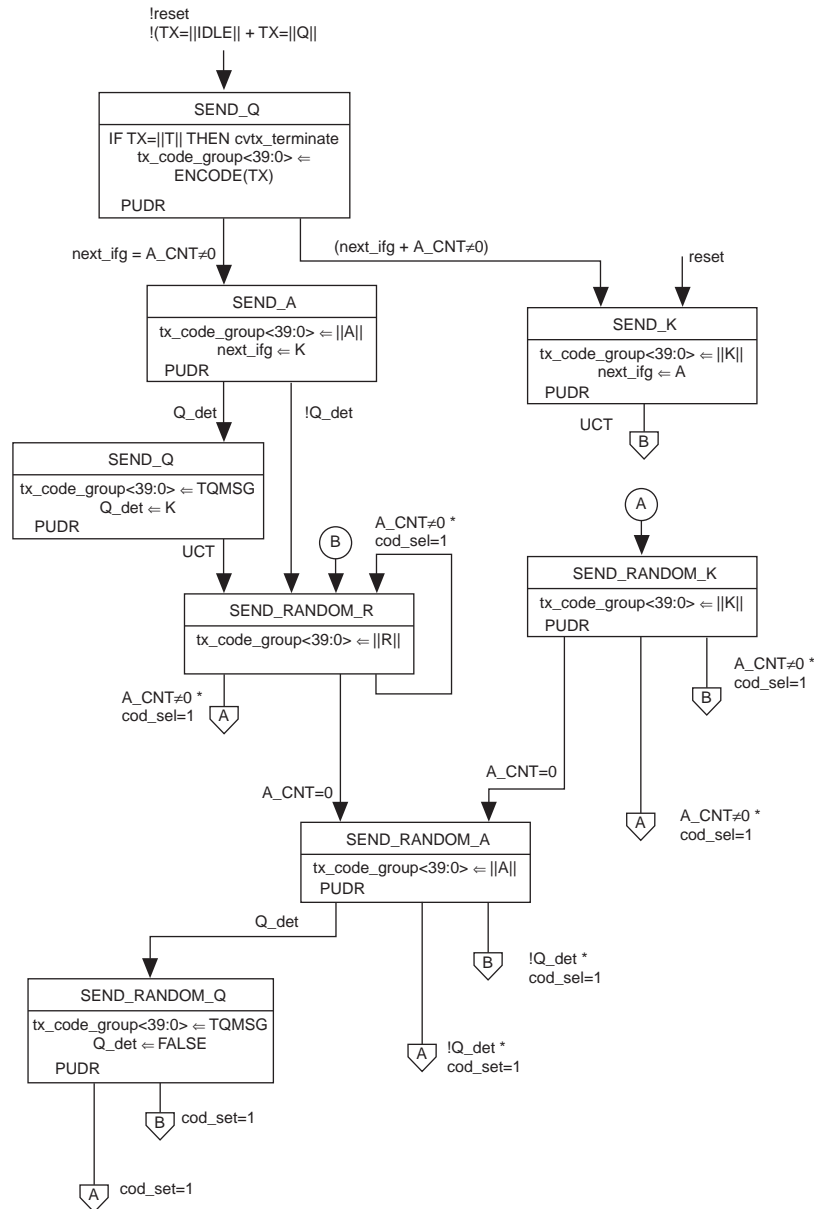 !reset
!(TX=||IDLE|| + TX=||Q||
SEND_Q
IF TX=||T|| THEN cvtx_terminate
tx_code_group<39:0> ⇐
ENCODE(TX)
PUDR
next_ifg = A_CNT≠0
(next_ifg + A_CNT≠0)
reset
SEND_A
tx_code_group<39:0> ⇐ ||A||
next_ifg ⇐ K
PUDR
SEND_K
tx_code_group<39:0> ⇐ ||K||
next_ifg ⇐ A
PUDR
Q_det
!Q_det
UCT
B
SEND_Q
tx_code_group<39:0> ⇐ TQMSG
Q_det ⇐ K
PUDR
UCT
B
A_CNT≠0 *
cod_sel=1
A
SEND_RANDOM_R
tx_code_group<39:0> ⇐ ||R||
SEND_RANDOM_K
tx_code_group<39:0> ⇐ ||K||
PUDR
A_CNT≠0 *
cod_sel=1
A
A_CNT≠0 *
cod_sel=1
B
A_CNT=0
A_CNT=0
A
A_CNT≠0 *
cod_sel=1
SEND_RANDOM_A
tx_code_group<39:0> ⇐ ||A||
PUDR
Q_det
B
!Q_det *
cod_sel=1
SEND_RANDOM_Q
tx_code_group<39:0> ⇐ TQMSG
Q_det ⇐ FALSE
PUDR
A
!Q_det *
cod_set=1
B
cod_set=1
A
cod_set=1